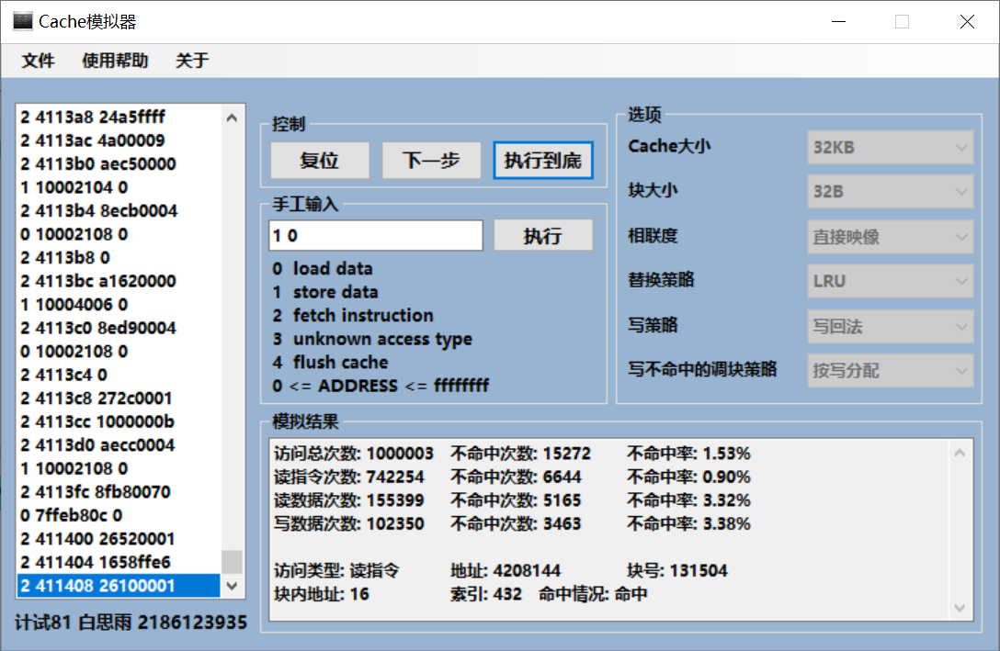 Cache模拟器
文件 使用帮助 关于
2 4113a8 24a5ffff
2 4113ac 4a00009
2 4113b0 aec50000
1 10002104 0
2 4113b4 8ecb0004
0 10002108 0
2 4113b8 0
2 4113bc a1620000
1 10004006 0
2 4113c0 8ed90004
0 10002108 0
2 4113c4 0
2 4113c8 272c0001
2 4113cc 1000000b
2 4113d0 aecc0004
1 10002108 0
2 4113fc 8fb80070
0 7ffeb80c 0
2 411400 26520001
2 411404 1658ffe6
2 411408 26100001
计试81 白思雨 2186123935
控制
复位 下一步 执行到底
手工输入
1 0 执行
0 load data
1 store data
2 fetch instruction
3 unknown access type
4 flush cache
0 <= ADDRESS <= ffffffff
选项
Cache大小 32KB
块大小 32B
相联度 直接映像
替换策略 LRU
写策略 写回法
写不命中的调块策略 按写分配
模拟结果
访问总次数: 1000003 不命中次数: 15272 不命中率: 1.53%
读指令次数: 742254 不命中次数: 6644 不命中率: 0.90%
读数据次数: 155399 不命中次数: 5165 不命中率: 3.32%
写数据次数: 102350 不命中次数: 3463 不命中率: 3.38%
访问类型: 读指令 地址: 4208144 块号: 131504
块内地址: 16 索引: 432 命中情况: 命中